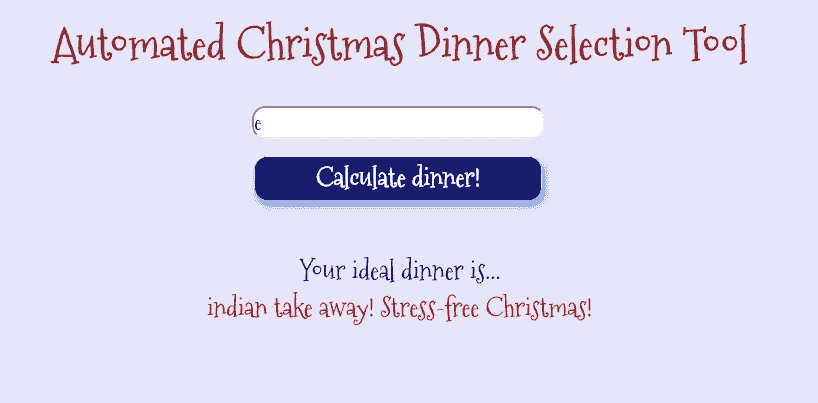 Automated Christmas Dinner Selection Tool
e
Calculate dinner!
Your ideal dinner is...
indian take away! Stress-free Christmas!